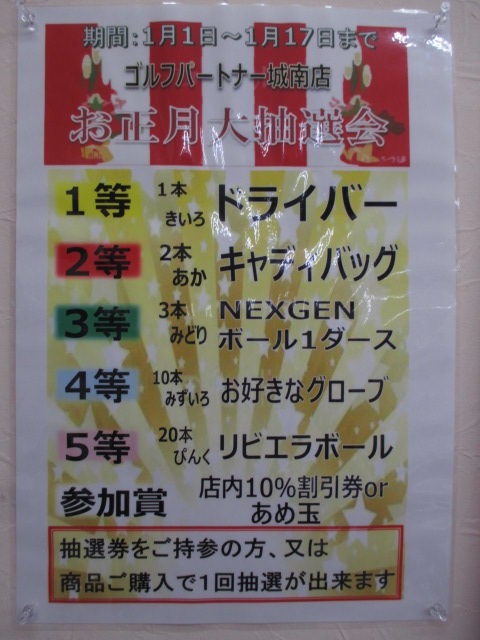 期間:1月1日〜1月17日まで
ゴルフパートナー城南店
お正月大抽選会
1等 1本 きいろ ドライバー
2等 2本 あか キャディバッグ
3等 3本 みどり NEXGEN
ボール1ダース
4等 10本 みずいろ お好きなグローブ
5等 20本 ぴんく リビエラボール
参加賞 店内10%割引券or
あめ玉
抽選券をご持参の方、又は
商品ご購入で1回抽選が出来ます